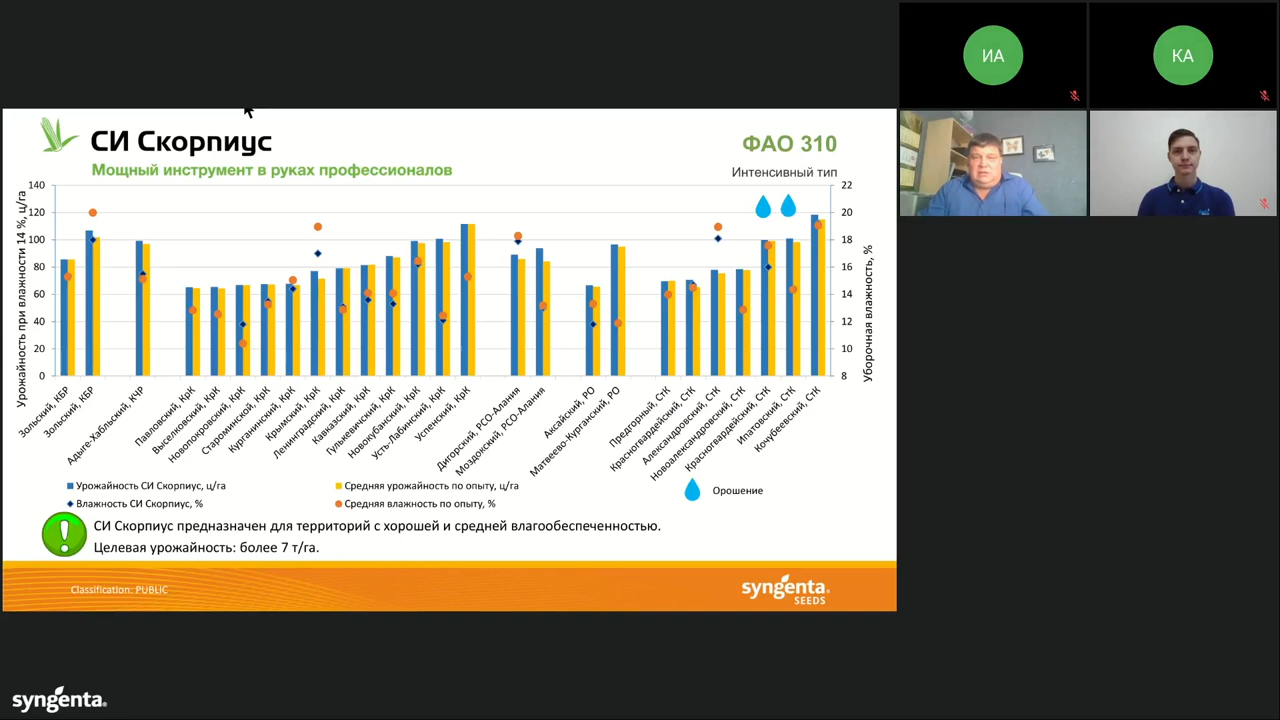 ИА
КА
СИ Скорпиус
ФАО 310
Мощный инструмент в руках профессионалов
Интенсивный тип
Урожайность при влажности 14 %, ц/га
140
120
100
80
60
40
20
0
22
20
18
16
14
12
10
8
Уборочная влажность, %
Зольский, КБР
Зольский, КБР
Адыге-Хабльский, КЧР
Павловский, КрК
Выселковский, КрК
Новопокровский, КрК
Староминский, КрК
Курганинский, КрК
Крымский, КрК
Ленинградский, КрК
Кавказский, КрК
Гулькевичский, КрК
Новокубанский, КрК
Усть-Лабинский, КрК
Успенский, КрК
Дигорский, РСО-Алания
Моздокский, РСО-Алания
Аксайский, РО
Матвеево-Курганский, РО
Предгорный, СтК
Красногвардейский, СтК
Александровский, СтК
Новоалександровский, СтК
Красногвардейский, СтК
Ипатовский, СтК
Кочубеевский, СтК
Урожайность СИ Скорпиус, ц/га
Средняя урожайность по опыту, ц/га
Влажность СИ Скорпиус, %
Средняя влажность по опыту, %
Орошение
СИ Скорпиус предназначен для территорий с хорошей и средней влагообеспеченностью.
Целевая урожайность: более 7 т/га.
Classification: PUBLIC
syngenta
SEEDS
syngenta